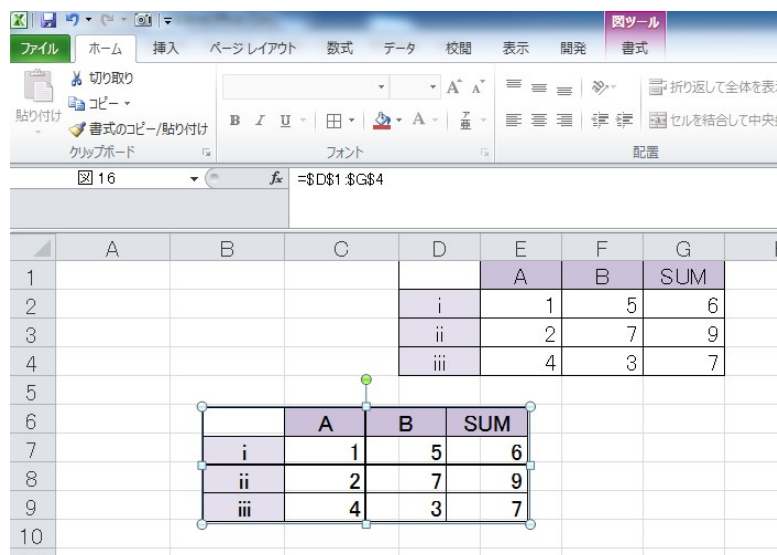 図ツール
ファイル ホーム 挿入 ページ レイアウト 数式 データ 校閲 表示 開発 書式
切り取り
コピー
貼り付け
書式のコピー/貼り付け
B I U A A A
折り返して全体を表
セルを結合して中央
クリップボード フォント 配置
図 16 fx =$D$1:$G$4
A B C D E F G
1 A B SUM
2 i 1 5 6
3 ii 2 7 9
4 iii 4 3 7
5
6 A B SUM
7 i 1 5 6
8 ii 2 7 9
9 iii 4 3 7
10